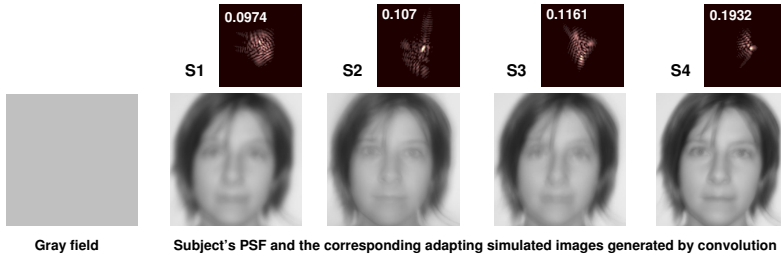 0.0974
0.107
0.1161
0.1932
S1
S2
S3
S4
Gray field
Subject's PSF and the corresponding adapting simulated images generated by convolution